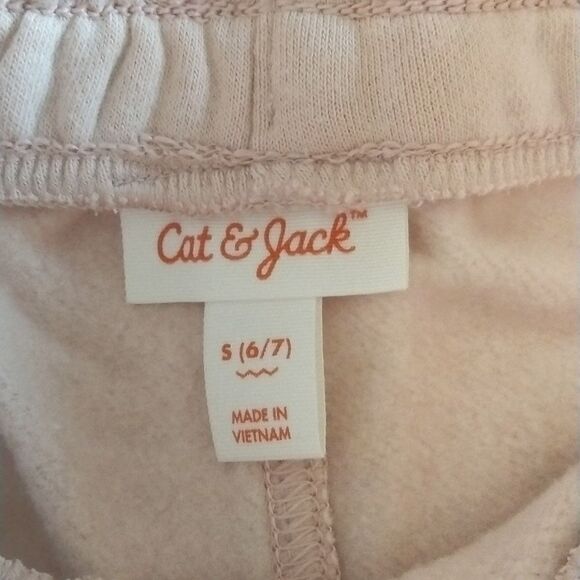 Cat & Jack™
S (6/7)
MADE IN
VIETNAM